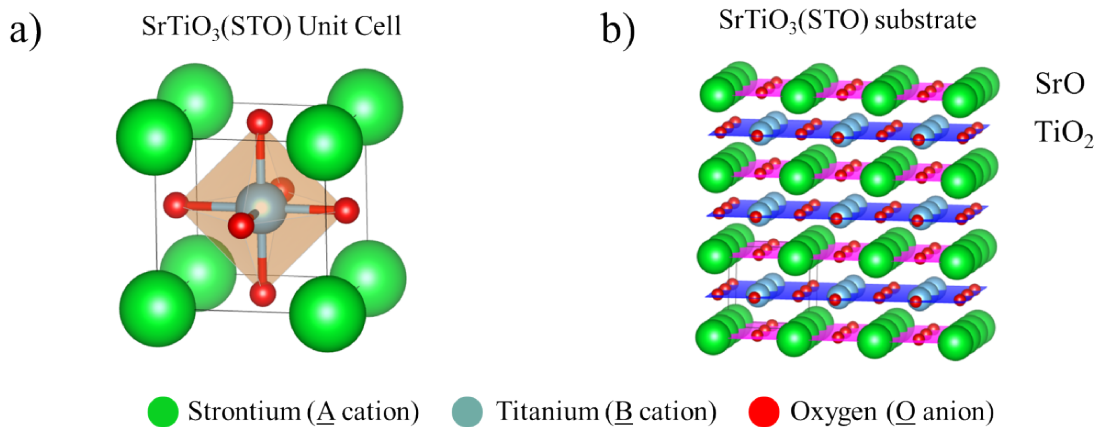 a)
SrTiO₃(STO) Unit Cell
b)
SrTiO₃(STO) substrate
SrO
TiO₂
Strontium (A cation)
Titanium (B cation)
Oxygen (O anion)